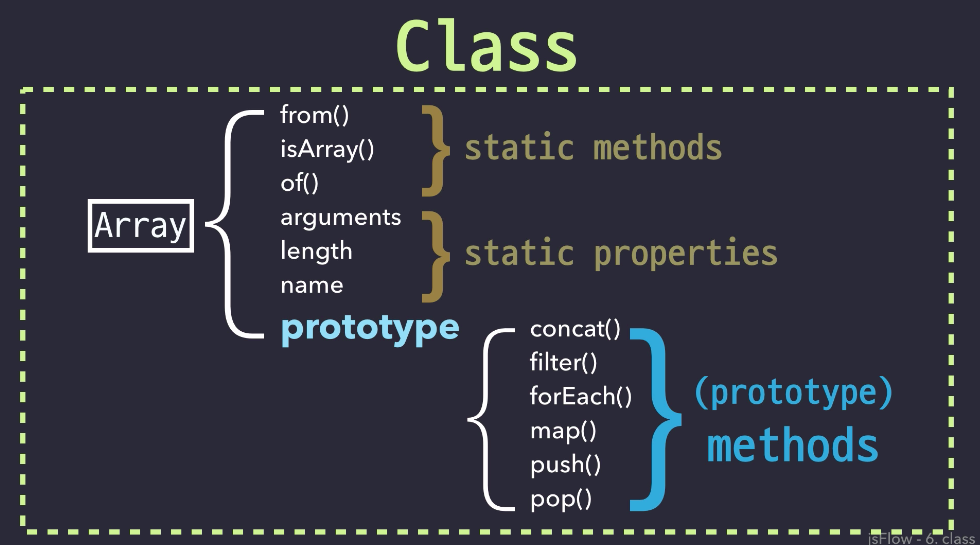 Class
from()
isArray()
of()
static methods
Array
arguments
length
name
static properties
prototype
concat()
filter()
forEach()
map()
push()
pop()
(prototype)
methods
jsFlow - 6. class